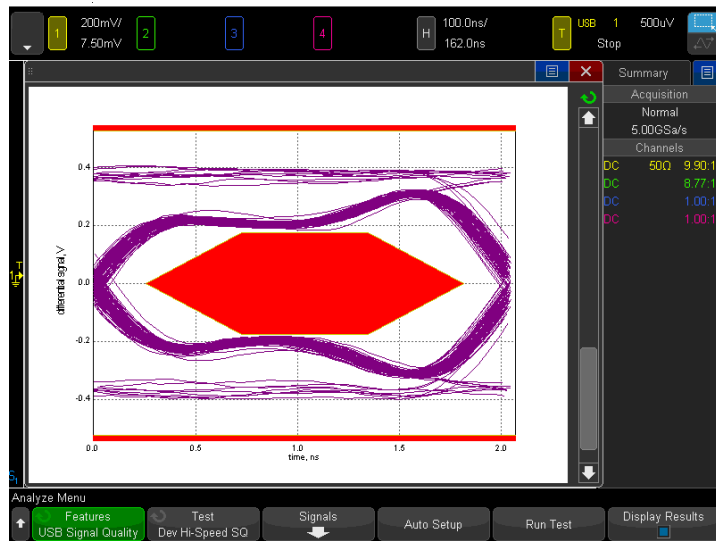 1 200mV/ 7.50mV 2 3 4 H 100.0ns/ 162.0ns T USB 1 500uV Stop
Summary
Acquisition
Normal
5.00GSa/s
Channels
DC 50Ω 9.90:1
DC 8.77:1
DC 1.00:1
DC 1.00:1
T
1
differential signal, V
0.4
0.2
0.0
-0.2
-0.4
0.0 0.5 1.0 1.5 2.0
time, ns
S1
Analyze Menu
Features
USB Signal Quality
Test
Dev Hi-Speed SQ
Signals
Auto Setup
Run Test
Display Results